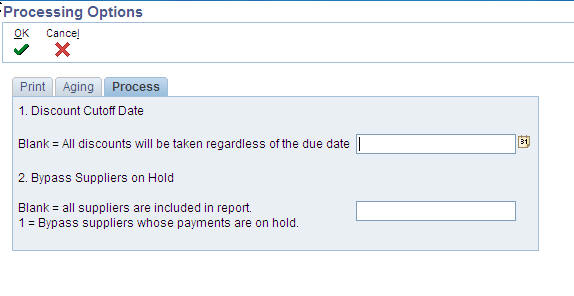 Processing Options
OK Cancel
Print Aging Process
1. Discount Cutoff Date
Blank = All discounts will be taken regardless of the due date
31
2. Bypass Suppliers on Hold
Blank = all suppliers are included in report.
1 = Bypass suppliers whose payments are on hold.